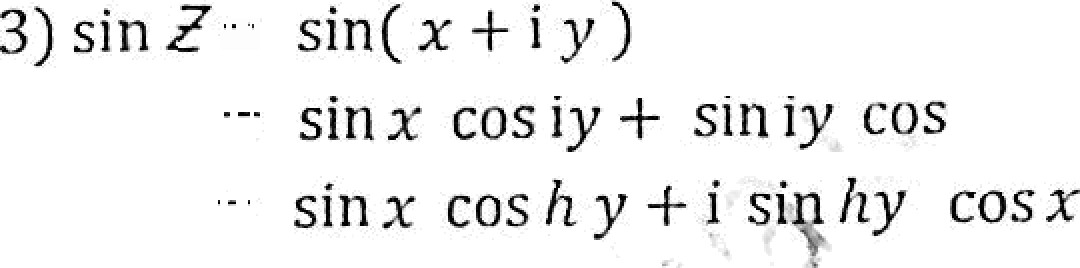 3) sin Z -- sin( x + i y )
-- sin x cos iy + sin iy cos
-- sin x cos h y + i sin hy cos x